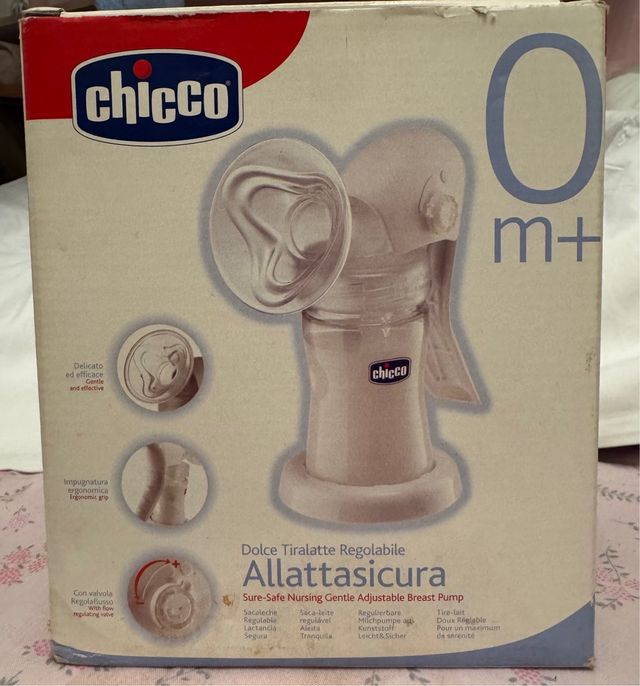 chicco
0
m+
chicco
Delicato
ed efficace
Gentle
and effective
Impugnatura
ergonomica
Ergonomic grip
Con valvola
Regolaflusso
With flow
regulating valve
Dolce Tiralatte Regolabile
Allattasicura
Sure-Safe Nursing Gentle Adjustable Breast Pump
Sacaleche
Regulable
Lactancia
Segura
Saca-leite
regulável
Aleita
Tranquila
Regulierbare
Milchpumpe aus
Kunststoff
Leicht&Sicher
Tire-lait
Doux Réglable
Pour un maximum
de sérénité